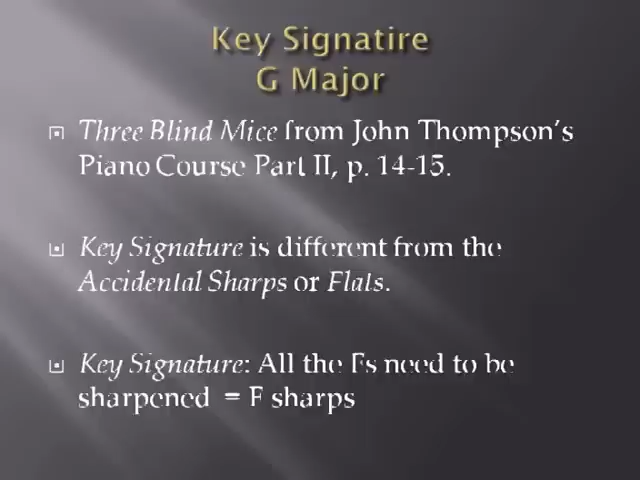 Key Signatire
G Major
Three Blind Mice from John Thompson's
Piano Course Part II, p. 14-15.
Key Signature is different from the
Accidental Sharps or Flats.
Key Signature: All the Fs need to be
sharpened = F sharps